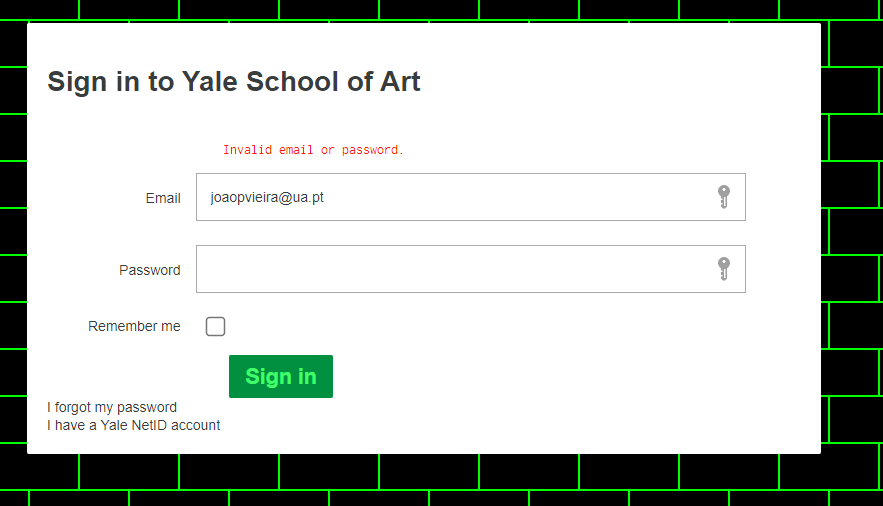 Sign in to Yale School of Art
Invalid email or password.
Email
joaopvieira@ua.pt
Password
Remember me
Sign in
I forgot my password
I have a Yale NetID account